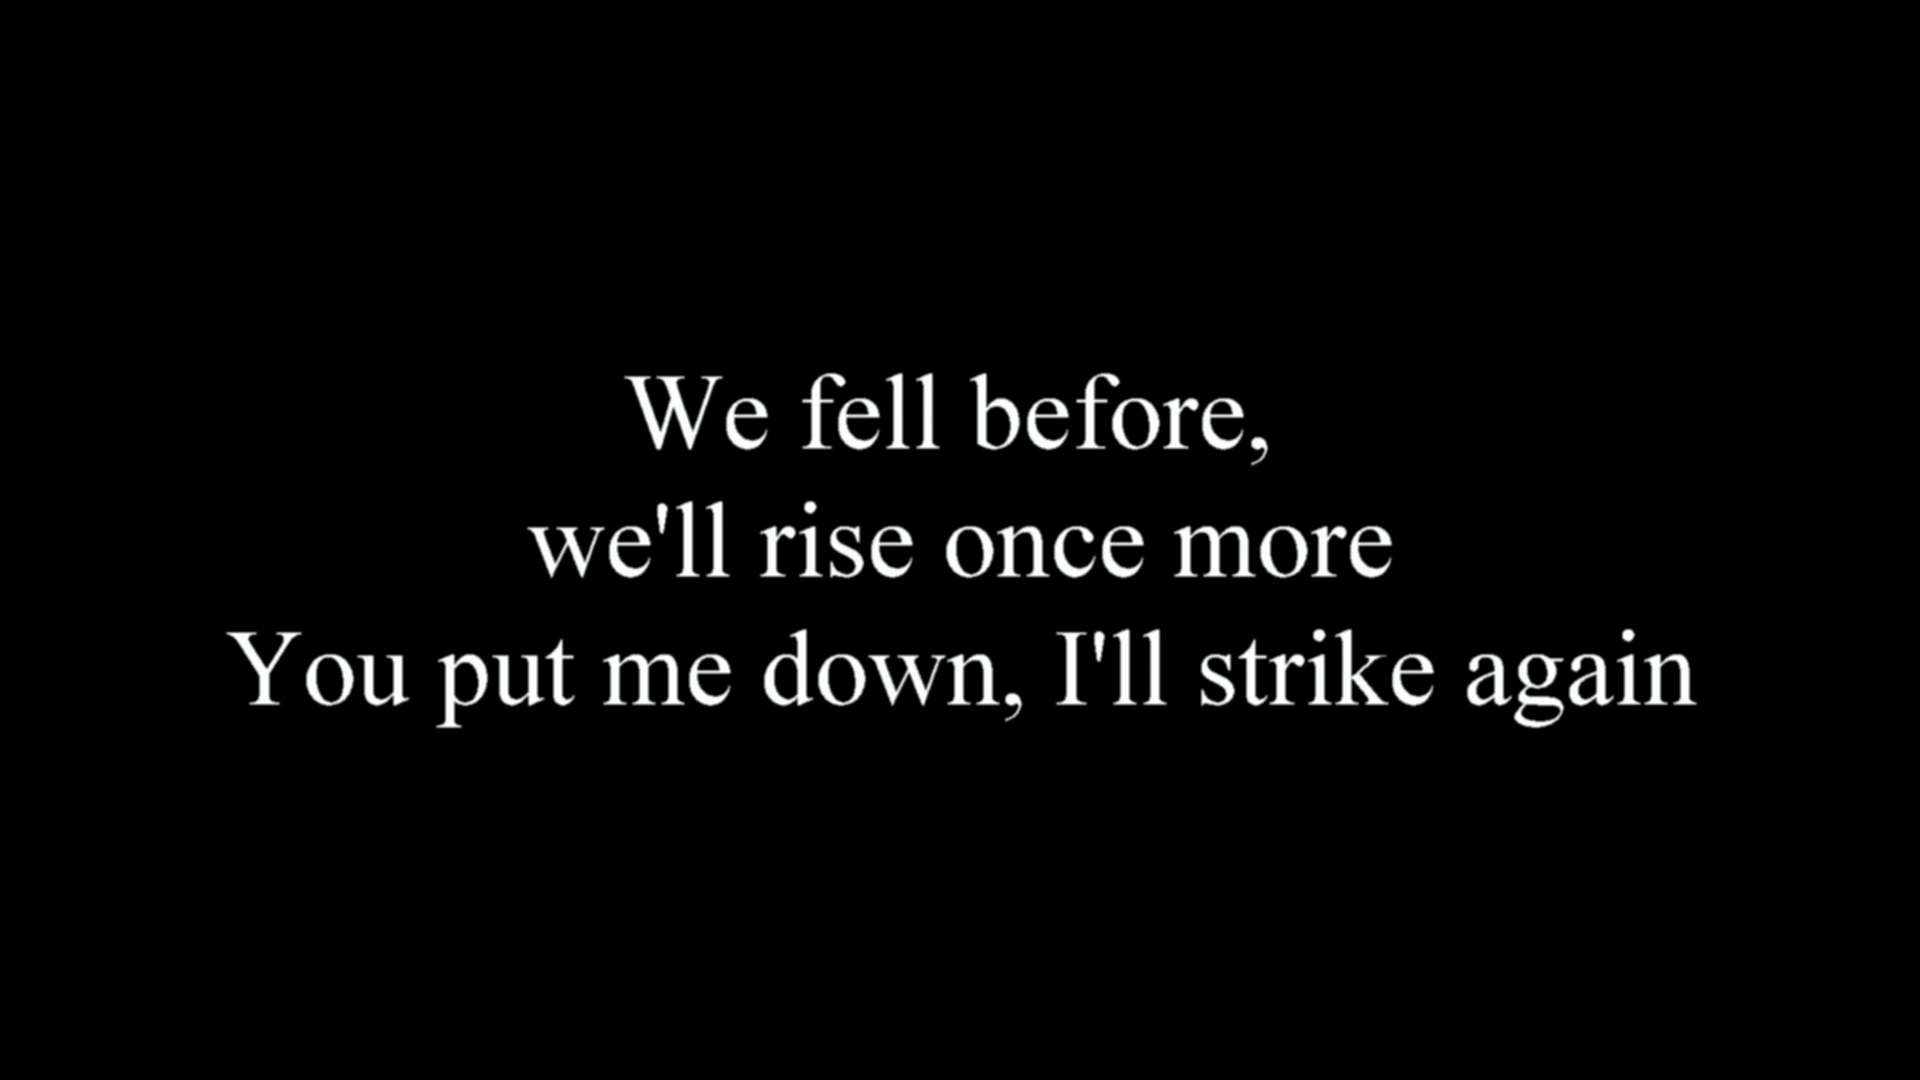 We fell before,
we'll rise once more
You put me down, I'll strike again